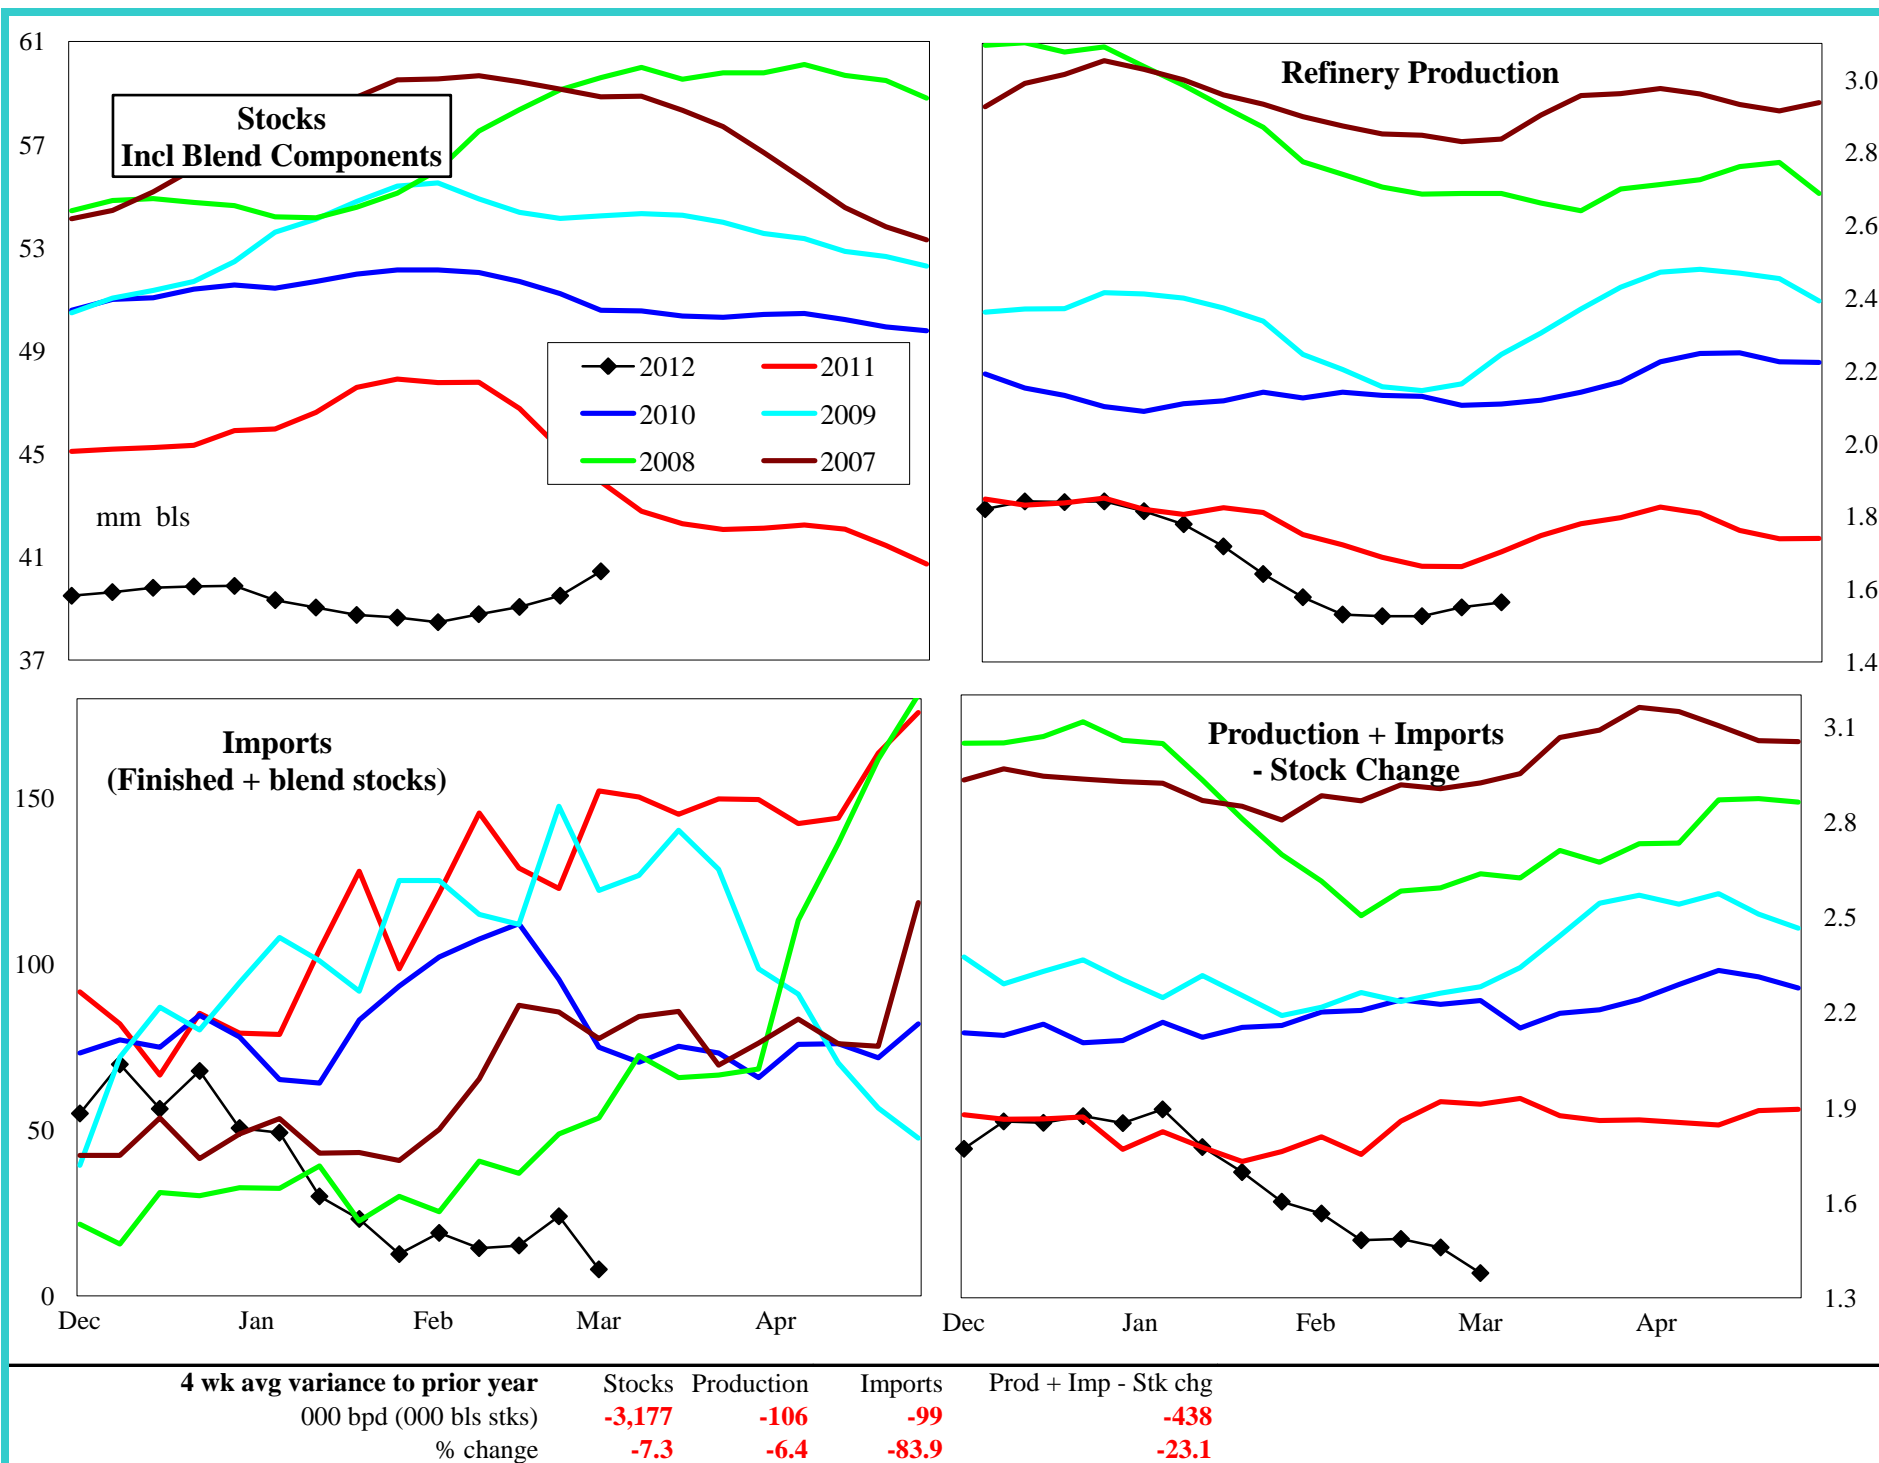 61
57
53
49
45
41
37
Stocks
Incl Blend Components
mm bls
2012 2011
2010 2009
2008 2007
Refinery Production
3.0
2.8
2.6
2.4
2.2
2.0
1.8
1.6
1.4
Imports
(Finished + blend stocks)
150
100
50
0
Dec Jan Feb Mar Apr
Production + Imports
- Stock Change
3.1
2.8
2.5
2.2
1.9
1.6
1.3
Dec Jan Feb Mar Apr
4 wk avg variance to prior year Stocks Production Imports Prod + Imp - Stk chg
000 bpd (000 bls stks) -3,177 -106 -99 -438
% change -7.3 -6.4 -83.9 -23.1